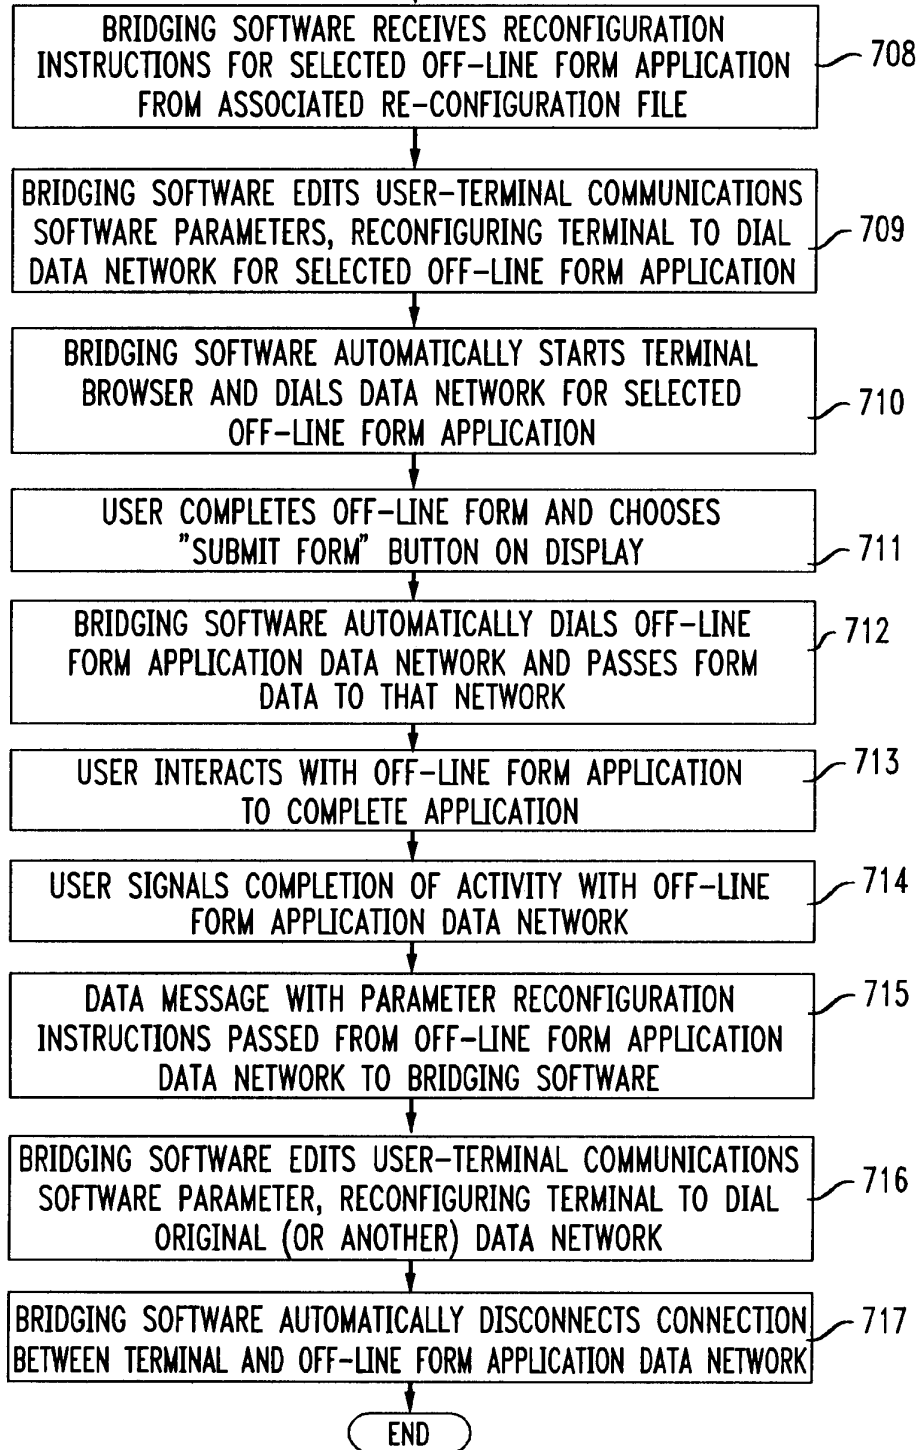 BRIDGING SOFTWARE RECEIVES RECONFIGURATION
INSTRUCTIONS FOR SELECTED OFF-LINE FORM APPLICATION
FROM ASSOCIATED RE-CONFIGURATION FILE
708
BRIDGING SOFTWARE EDITS USER-TERMINAL COMMUNICATIONS
SOFTWARE PARAMETERS, RECONFIGURING TERMINAL TO DIAL
DATA NETWORK FOR SELECTED OFF-LINE FORM APPLICATION
709
BRIDGING SOFTWARE AUTOMATICALLY STARTS TERMINAL
BROWSER AND DIALS DATA NETWORK FOR SELECTED
OFF-LINE FORM APPLICATION
710
USER COMPLETES OFF-LINE FORM AND CHOOSES
"SUBMIT FORM" BUTTON ON DISPLAY
711
BRIDGING SOFTWARE AUTOMATICALLY DIALS OFF-LINE
FORM APPLICATION DATA NETWORK AND PASSES FORM
DATA TO THAT NETWORK
712
USER INTERACTS WITH OFF-LINE FORM APPLICATION
TO COMPLETE APPLICATION
713
USER SIGNALS COMPLETION OF ACTIVITY WITH OFF-LINE
FORM APPLICATION DATA NETWORK
714
DATA MESSAGE WITH PARAMETER RECONFIGURATION
INSTRUCTIONS PASSED FROM OFF-LINE FORM APPLICATION
DATA NETWORK TO BRIDGING SOFTWARE
715
BRIDGING SOFTWARE EDITS USER-TERMINAL COMMUNICATIONS
SOFTWARE PARAMETER, RECONFIGURING TERMINAL TO DIAL
ORIGINAL (OR ANOTHER) DATA NETWORK
716
BRIDGING SOFTWARE AUTOMATICALLY DISCONNECTS CONNECTION
BETWEEN TERMINAL AND OFF-LINE FORM APPLICATION DATA NETWORK
717
END